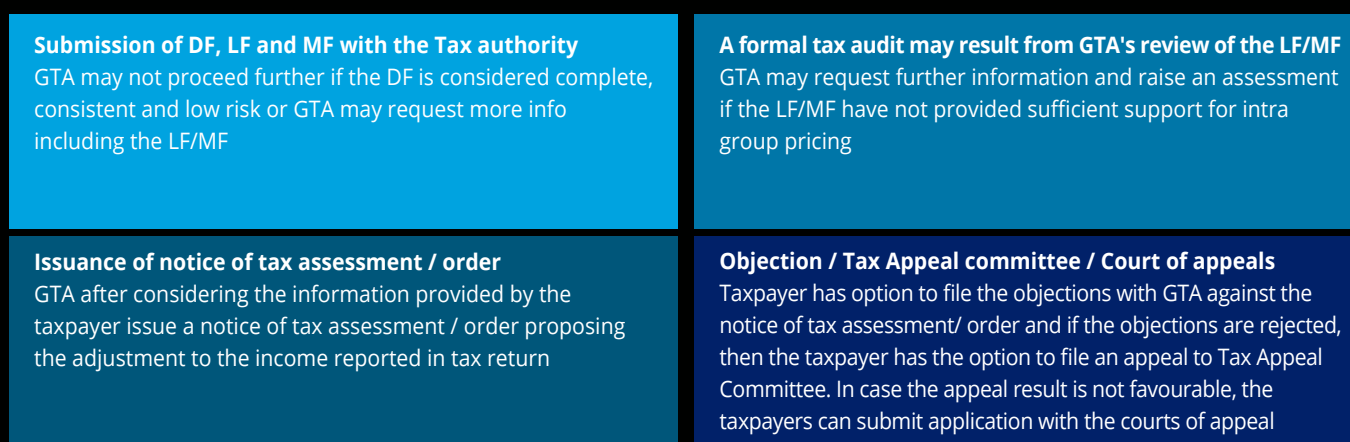 Submission of DF, LF and MF with the Tax authority
GTA may not proceed further if the DF is considered complete,
consistent and low risk or GTA may request more info
including the LF/MF
A formal tax audit may result from GTA's review of the LF/MF
GTA may request further information and raise an assessment
if the LF/MF have not provided sufficient support for intra
group pricing
Issuance of notice of tax assessment / order
GTA after considering the information provided by the
taxpayer issue a notice of tax assessment / order proposing
the adjustment to the income reported in tax return
Objection / Tax Appeal committee / Court of appeals
Taxpayer has option to file the objections with GTA against the
notice of tax assessment/ order and if the objections are rejected,
then the taxpayer has the option to file an appeal to Tax Appeal
Committee. In case the appeal result is not favourable, the
taxpayers can submit application with the courts of appeal